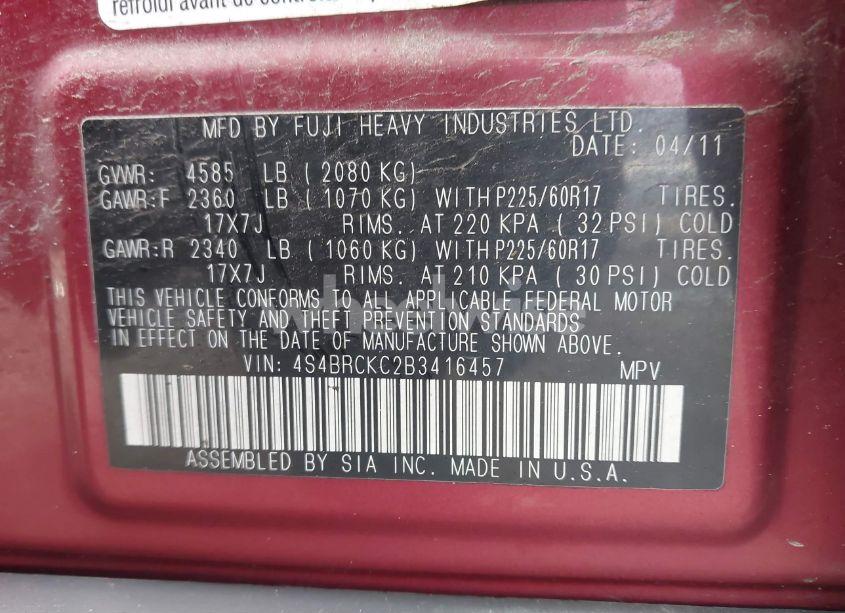 refroidi avant de
MFD BY FUJI HEAVY INDUSTRIES LTD.
DATE: 04/11
GVWR: 4585 LB ( 2080 KG)
GAWR:F 2360 LB ( 1070 KG) WITH P225/60R17 TIRES.
17X7J RIMS. AT 220 KPA ( 32 PSI) COLD
GAWR:R 2340 LB ( 1060 KG) WITH P225/60R17 TIRES.
17X7J RIMS. AT 210 KPA ( 30 PSI) COLD
THIS VEHICLE CONFORMS TO ALL APPLICABLE FEDERAL MOTOR
VEHICLE SAFETY AND THEFT PREVENTION STANDARDS
IN EFFECT ON THE DATE OF MANUFACTURE SHOWN ABOVE.
VIN: 4S4BRCKC2B3416457 MPV
ASSEMBLED BY SIA INC. MADE IN U.S.A.